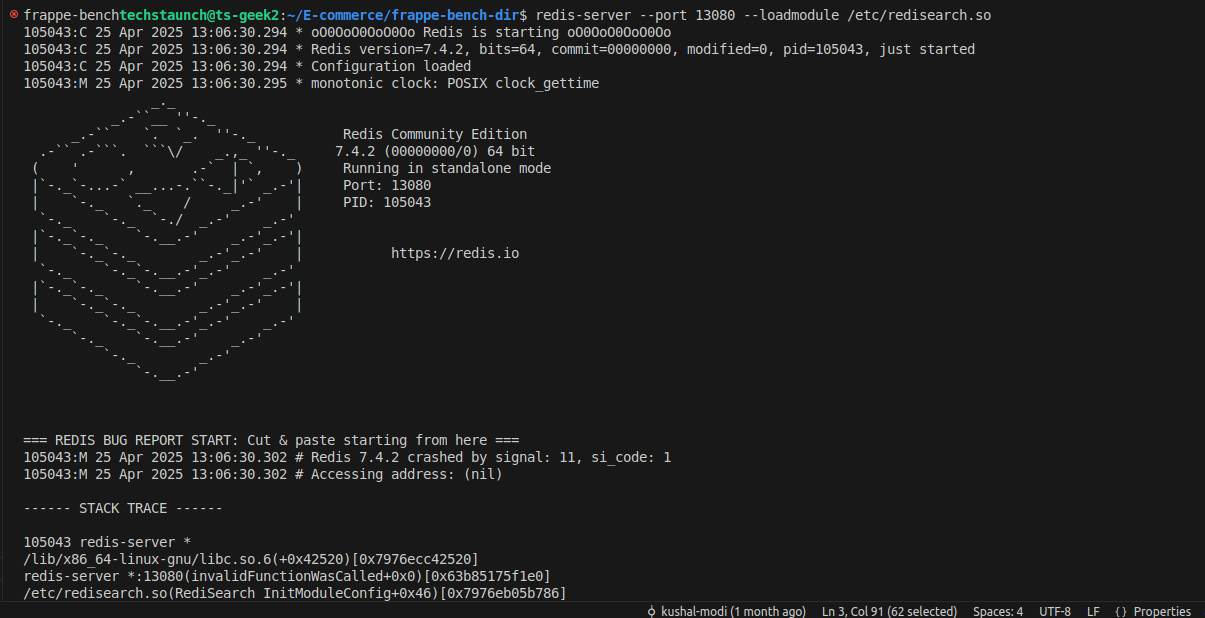 frappe-benchtechstaunch@ts-geek2:~/E-commerce/frappe-bench-dir$ redis-server --port 13080 --loadmodule /etc/redisearch.so
105043:C 25 Apr 2025 13:06:30.294 * oO0OoO0OoO0Oo Redis is starting oO0OoO0OoO0Oo
105043:C 25 Apr 2025 13:06:30.294 * Redis version=7.4.2, bits=64, commit=00000000, modified=0, pid=105043, just started
105043:C 25 Apr 2025 13:06:30.294 * Configuration loaded
105043:M 25 Apr 2025 13:06:30.295 * monotonic clock: POSIX clock_gettime
Redis Community Edition
7.4.2 (00000000/0) 64 bit
Running in standalone mode
Port: 13080
PID: 105043
https://redis.io
=== REDIS BUG REPORT START: Cut & paste starting from here ===
105043:M 25 Apr 2025 13:06:30.302 # Redis 7.4.2 crashed by signal: 11, si_code: 1
105043:M 25 Apr 2025 13:06:30.302 # Accessing address: (nil)
------ STACK TRACE ------
105043 redis-server *
/lib/x86_64-linux-gnu/libc.so.6(+0x42520)[0x7976ecc42520]
redis-server *:13080(invalidFunctionWasCalled+0x0)[0x63b85175f1e0]
/etc/redisearch.so(RediSearch_InitModuleConfig+0x46)[0x7976eb05b786]
kushal-modi (1 month ago) Ln 3, Col 91 (62 selected) Spaces: 4 UTF-8 LF {} Properties